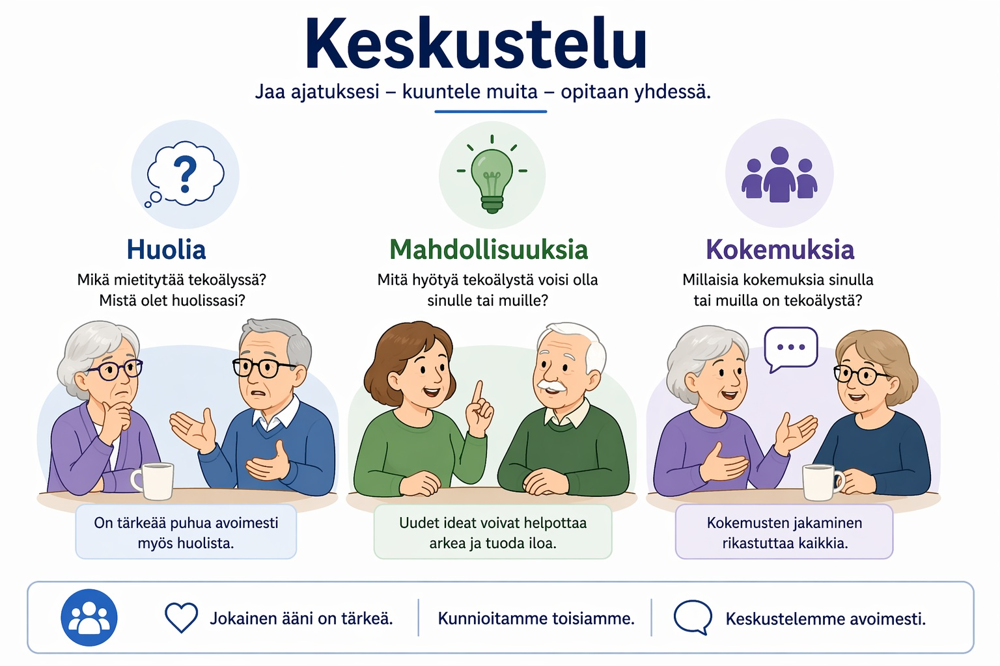 Keskustelu
Jaa ajatuksesi – kuuntele muita – opitaan yhdessä.
?
Huolia
Mikä mietitytää tekoälyssä?
Mistä olet huolissasi?
On tärkeää puhua avoimesti
myös huolista.
Mahdollisuuksia
Mitä hyötyä tekoälystä voisi olla
sinulle tai muille?
Uudet ideat voivat helpottaa
arkea ja tuoda iloa.
Kokemuksia
Millaisia kokemuksia sinulla
tai muilla on tekoälystä?
Kokemusten jakaminen
rikastuttaa kaikkia.
Jokainen ääni on tärkeä.
Kunnioitamme toisiamme.
Keskustelemme avoimesti.